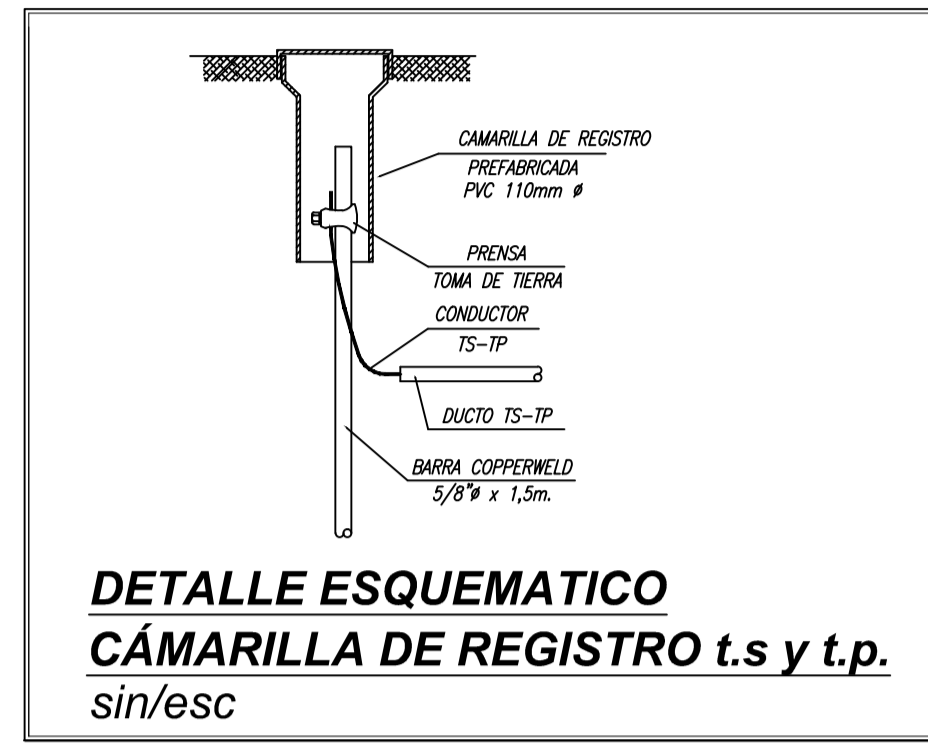 CAMARILLA DE REGISTRO
PREFABRICADA
PVC 110mm ø
PRENSA
TOMA DE TIERRA
CONDUCTOR
TS-TP
DUCTO TS-TP
BARRA COPPERWELD
5/8"ø x 1,5m.
DETALLE ESQUEMATICO
CÁMARILLA DE REGISTRO t.s y t.p.
sin/esc